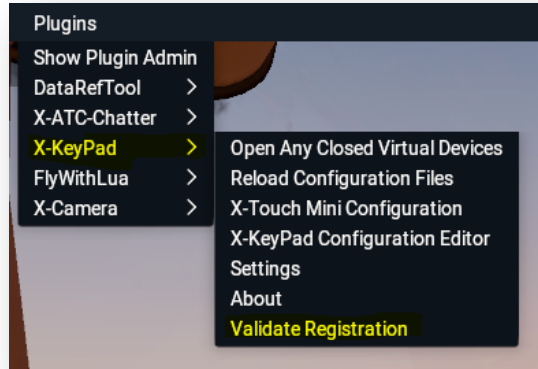 Plugins
Show Plugin Admin
DataRefTool >
X-ATC-Chatter >
X-KeyPad >
FlyWithLua >
X-Camera >
Open Any Closed Virtual Devices
Reload Configuration Files
X-Touch Mini Configuration
X-KeyPad Configuration Editor
Settings
About
Validate Registration